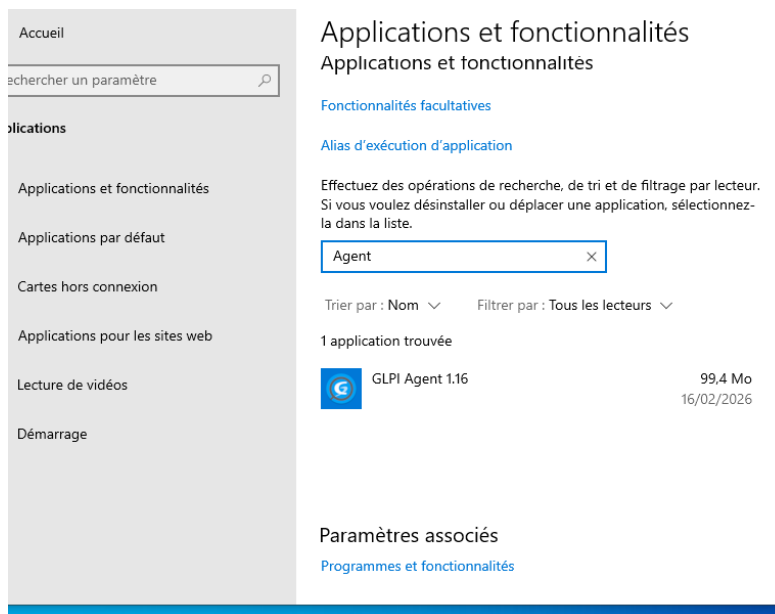 Accueil
echercher un paramètre
plications
Applications et fonctionnalités
Applications par défaut
Cartes hors connexion
Applications pour les sites web
Lecture de vidéos
Démarrage
Applications et fonctionnalités
Applications et fonctionnalités
Fonctionnalités facultatives
Alias d'exécution d'application
Effectuez des opérations de recherche, de tri et de filtrage par lecteur.
Si vous voulez désinstaller ou déplacer une application, sélectionnez-
la dans la liste.
Agent
Trier par : Nom Filtrer par : Tous les lecteurs
1 application trouvée
GLPI Agent 1.16 99,4 Mo
16/02/2026
Paramètres associés
Programmes et fonctionnalités